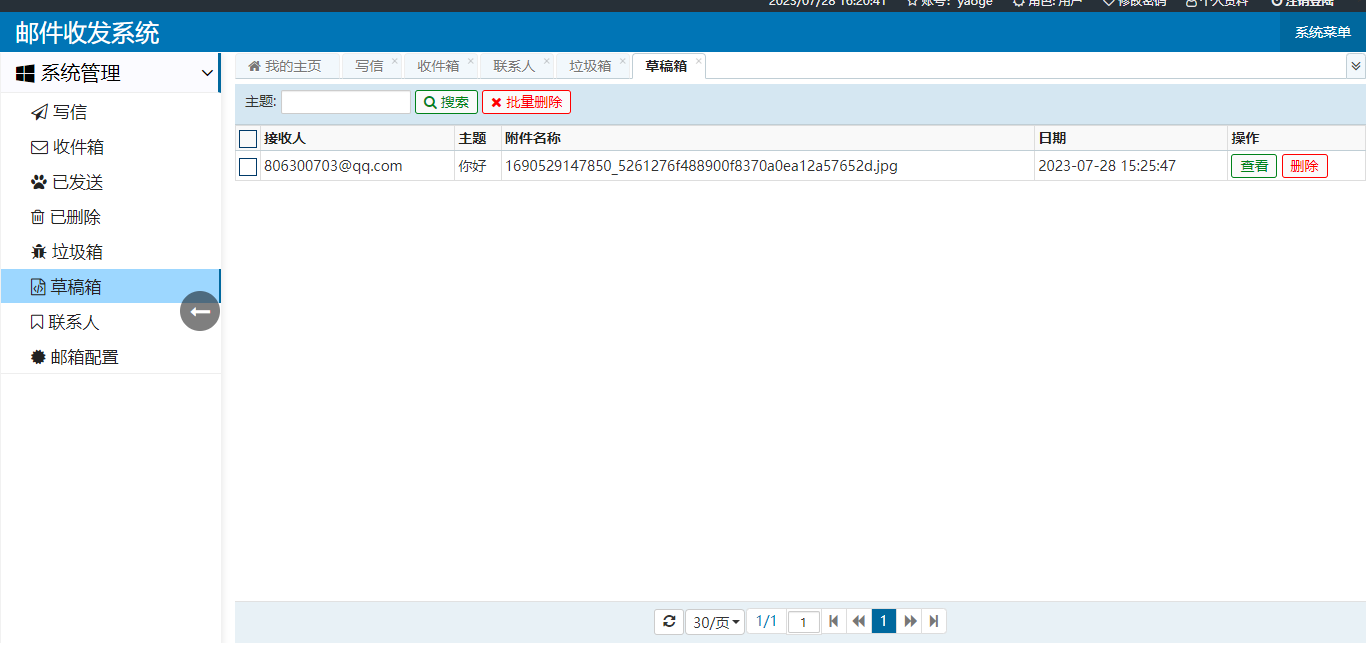 2023/07/28 16:20:41 账号: yaoge 角色: 用户 修改密码 个人资料 注销登陆
邮件收发系统 系统菜单
系统管理
写信
收件箱
已发送
已删除
垃圾箱
草稿箱
联系人
邮箱配置
我的主页 写信 × 收件箱 × 联系人 × 垃圾箱 × 草稿箱 ×
主题: 搜索 批量删除
接收人 主题 附件名称 日期 操作
806300703@qq.com 你好 1690529147850_5261276f488900f8370a0ea12a57652d.jpg 2023-07-28 15:25:47 查看 删除
30/页 1/1 1 1